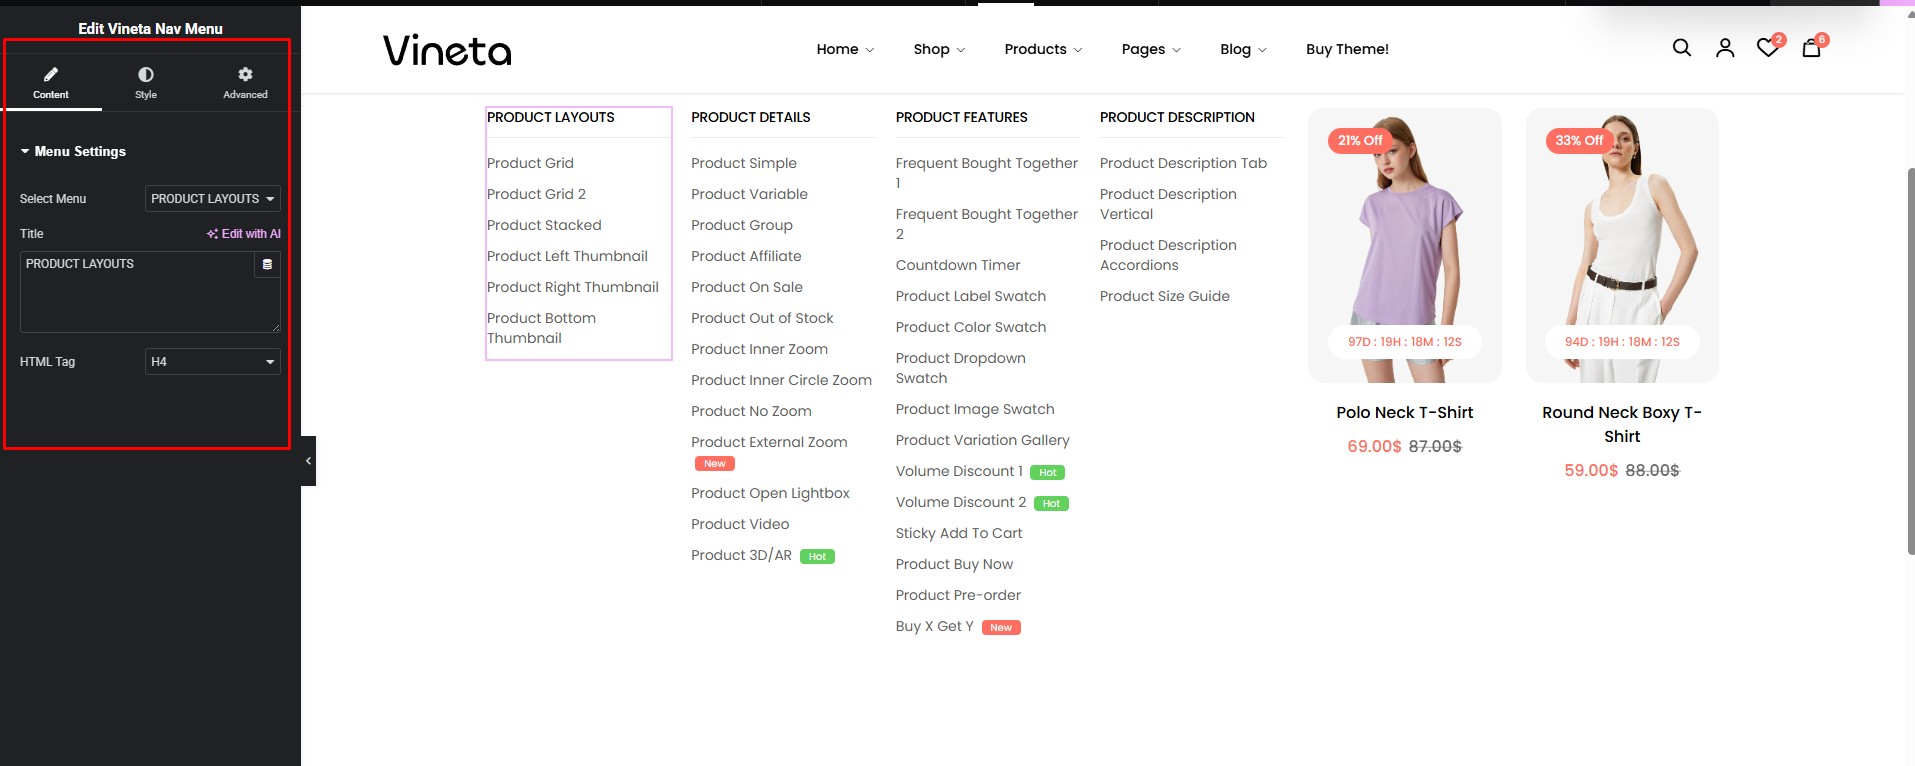 Edit Vineta Nav Menu
Content
Style
Advanced
Menu Settings
Select Menu
PRODUCT LAYOUTS
Title
Edit with AI
PRODUCT LAYOUTS
HTML Tag
H4
Vineta
Home
Shop
Products
Pages
Blog
Buy Theme!
2
6
PRODUCT LAYOUTS
Product Grid
Product Grid 2
Product Stacked
Product Left Thumbnail
Product Right Thumbnail
Product Bottom
Thumbnail
PRODUCT DETAILS
Product Simple
Product Variable
Product Group
Product Affiliate
Product On Sale
Product Out of Stock
Product Inner Zoom
Product Inner Circle Zoom
Product No Zoom
Product External Zoom
New
Product Open Lightbox
Product Video
Product 3D/AR Hot
PRODUCT FEATURES
Frequent Bought Together
1
Frequent Bought Together
2
Countdown Timer
Product Label Swatch
Product Color Swatch
Product Dropdown
Swatch
Product Image Swatch
Product Variation Gallery
Volume Discount 1 Hot
Volume Discount 2 Hot
Sticky Add To Cart
Product Buy Now
Product Pre-order
Buy X Get Y New
PRODUCT DESCRIPTION
Product Description Tab
Product Description
Vertical
Product Description
Accordions
Product Size Guide
21% Off
97D : 19H : 18M : 12S
Polo Neck T-Shirt
69.00$ 87.00$
33% Off
94D : 19H : 18M : 12S
Round Neck Boxy T-
Shirt
59.00$ 88.00$